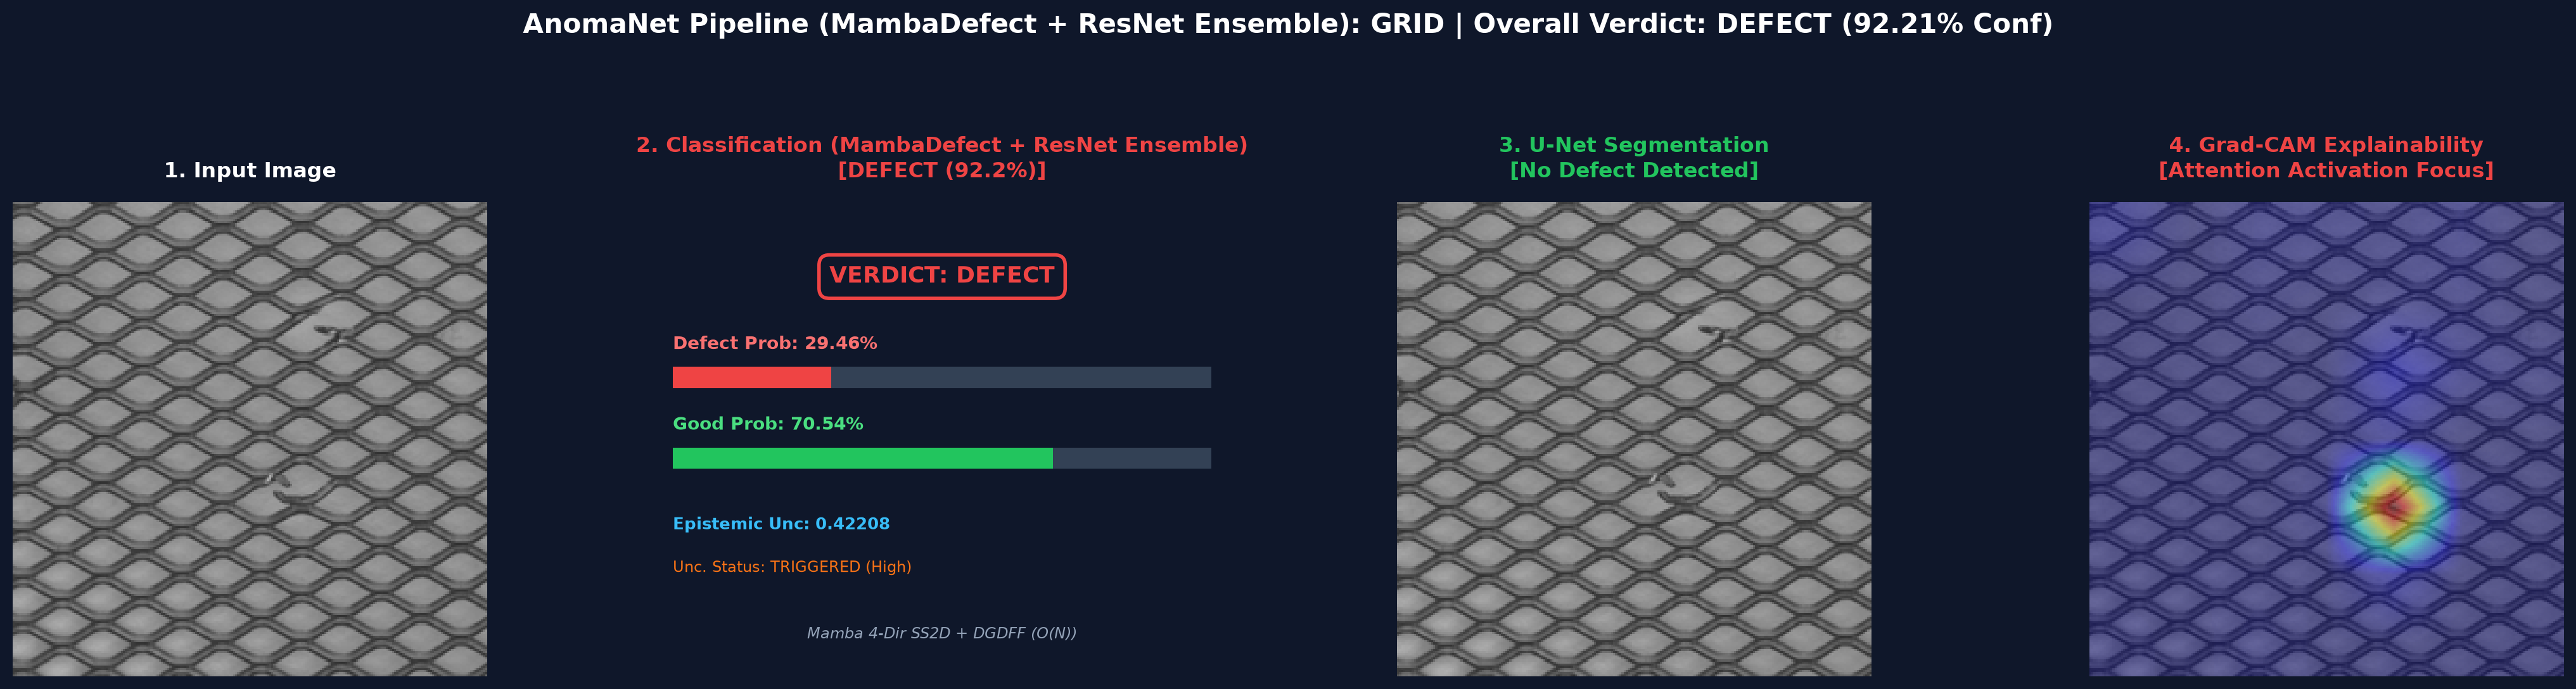 AnomaNet Pipeline (MambaDefect + ResNet Ensemble): GRID | Overall Verdict: DEFECT (92.21% Conf)
1. Input Image
2. Classification (MambaDefect + ResNet Ensemble)
[DEFECT (92.2%)]
VERDICT: DEFECT
Defect Prob: 29.46%
Good Prob: 70.54%
Epistemic Unc: 0.42208
Unc. Status: TRIGGERED (High)
Mamba 4-Dir SS2D + DGDFF (O(N))
3. U-Net Segmentation
[No Defect Detected]
4. Grad-CAM Explainability
[Attention Activation Focus]